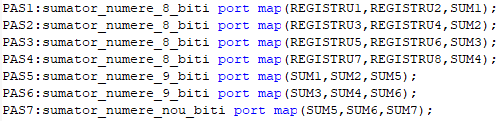 PAS1:sumator_numere_8_biti port map(REGISTRU1,REGISTRU2,SUM1);
PAS2:sumator_numere_8_biti port map(REGISTRU3,REGISTRU4,SUM2);
PAS3:sumator_numere_8_biti port map(REGISTRU5,REGISTRU6,SUM3);
PAS4:sumator_numere_8_biti port map(REGISTRU7,REGISTRU8,SUM4);
PAS5:sumator_numere_9_biti port map(SUM1,SUM2,SUM5);
PAS6:sumator_numere_9_biti port map(SUM3,SUM4,SUM6);
PAS7:sumator_numere_nou_biti port map(SUM5,SUM6,SUM7);